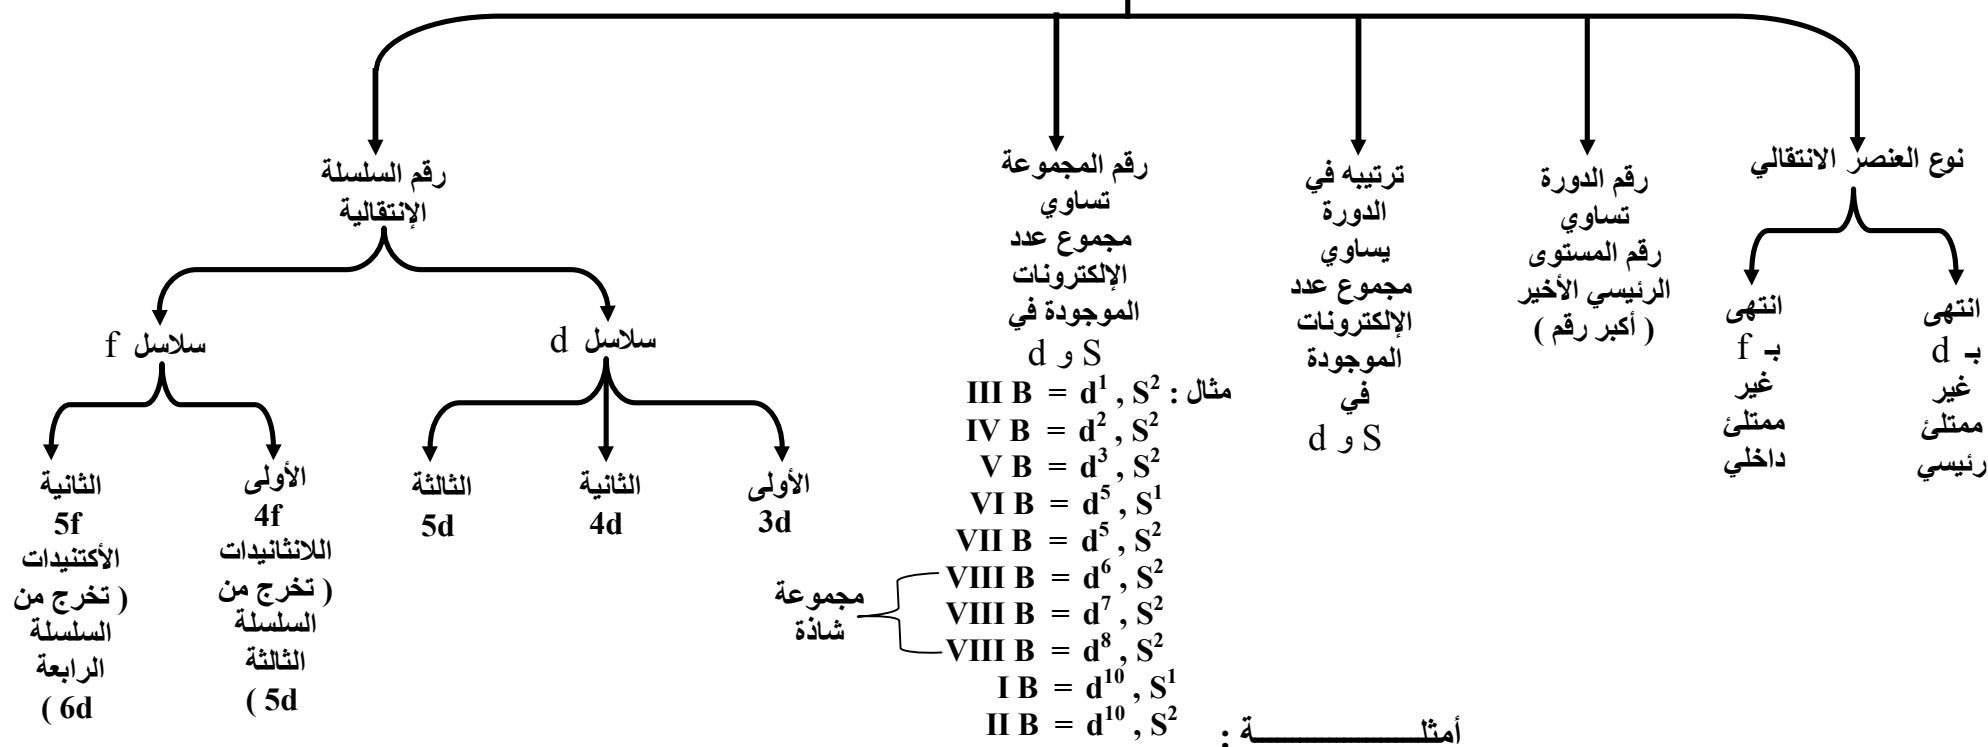 نوع العنصر الانتقالي
انتهى
بـ d
غير
ممتلئ
رئيسي
انتهى
بـ f
غير
ممتلئ
داخلي
رقم الدورة
تساوي
رقم المستوى
الرئيسي الأخير
( أكبر رقم )
ترتيبه في
الدورة
يساوي
مجموع عدد
الإلكترونات
الموجودة
في
S و d
رقم المجموعة
تساوي
مجموع عدد
الإلكترونات
الموجودة في
S و d
مثال : III B = d¹ , S²
IV B = d² , S²
V B = d³ , S²
VI B = d⁵ , S¹
VII B = d⁵ , S²
VIII B = d⁶ , S²
VIII B = d⁷ , S²
VIII B = d⁸ , S²
I B = d¹⁰ , S¹
II B = d¹⁰ , S²
مجموعة
شاذة
رقم السلسلة
الإنتقالية
سلاسل d
الأولى
3d
الثانية
4d
الثالثة
5d
سلاسل f
الأولى
4f
اللانثانيدات
( تخرج من
السلسلة
الثالثة
5d )
الثانية
5f
الأكتنيدات
( تخرج من
السلسلة
الرابعة
6d )
أمثلـــــــــــــــة :